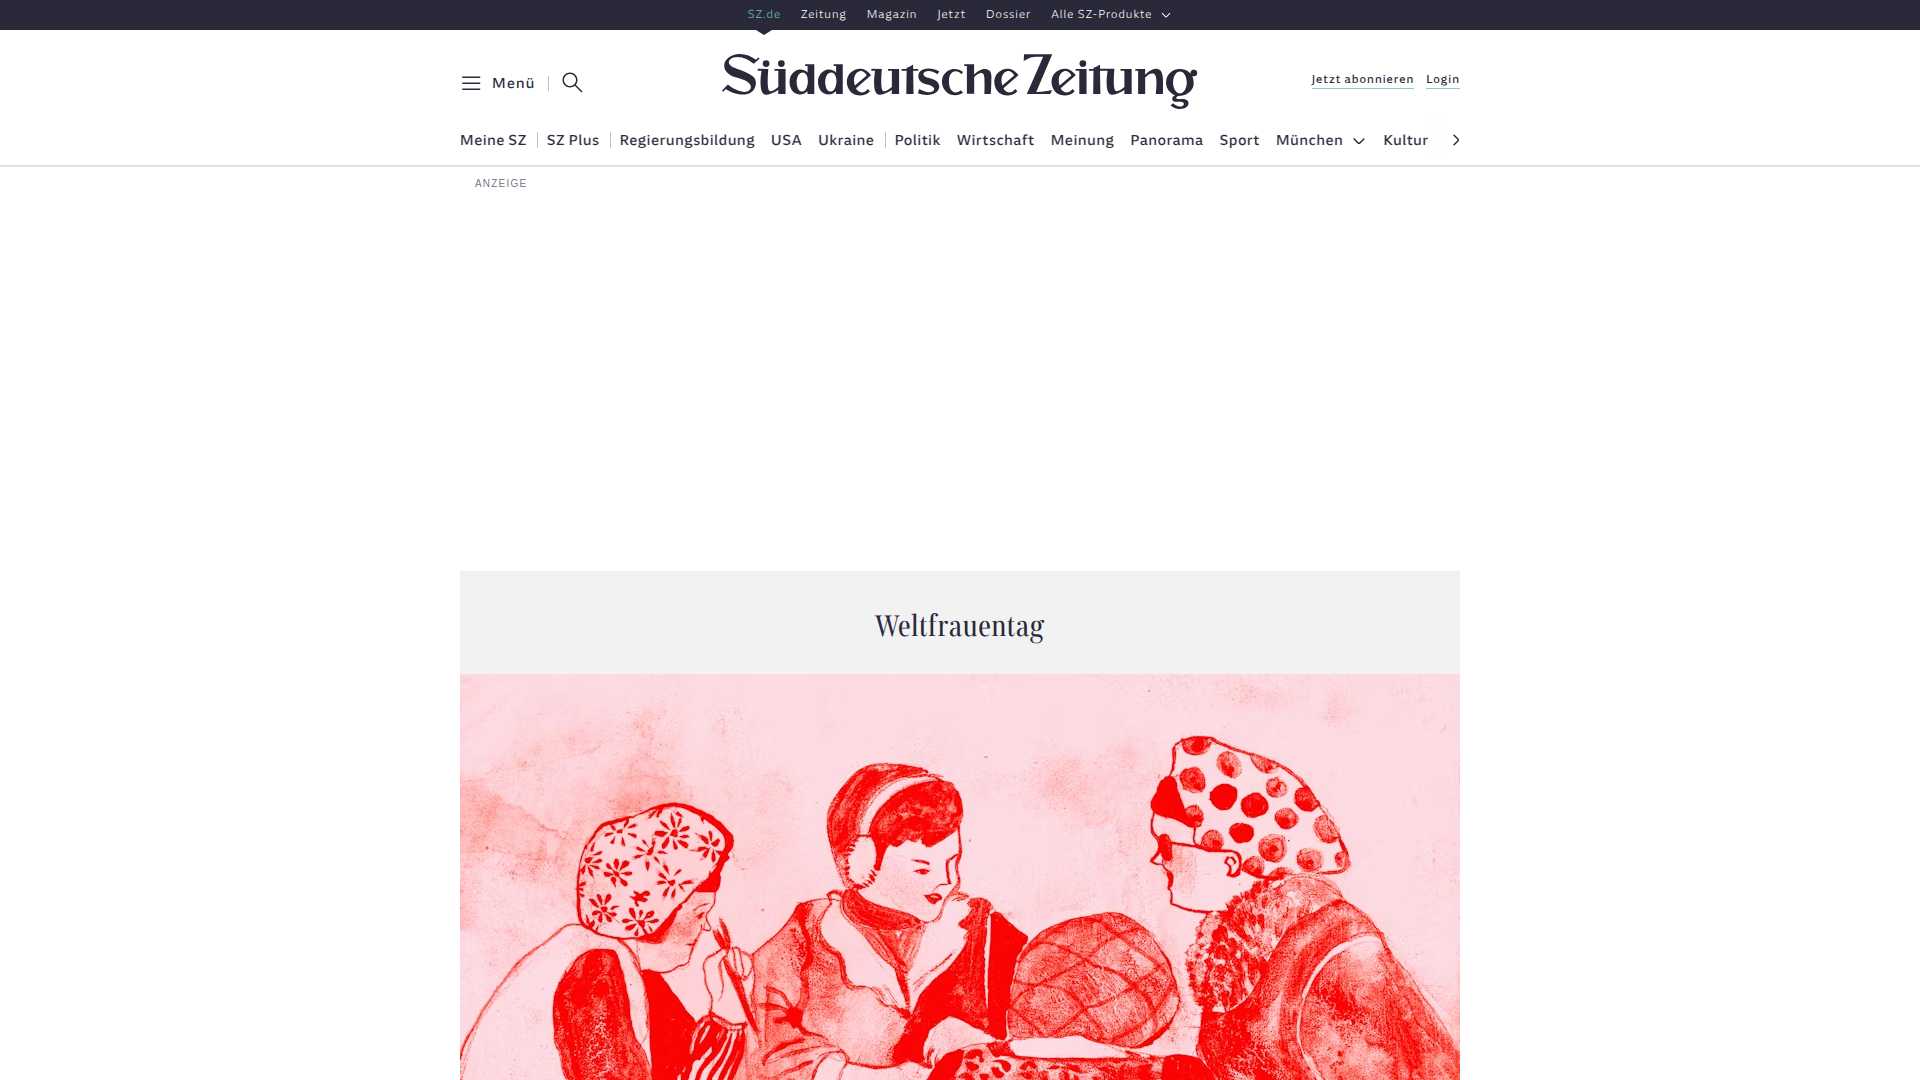 SZ.de Zeitung Magazin Jetzt Dossier Alle SZ-Produkte
Menü
Süddeutsche Zeitung
Jetzt abonnieren Login
Meine SZ SZ Plus Regierungsbildung USA Ukraine Politik Wirtschaft Meinung Panorama Sport München Kultur
ANZEIGE
Weltfrauentag